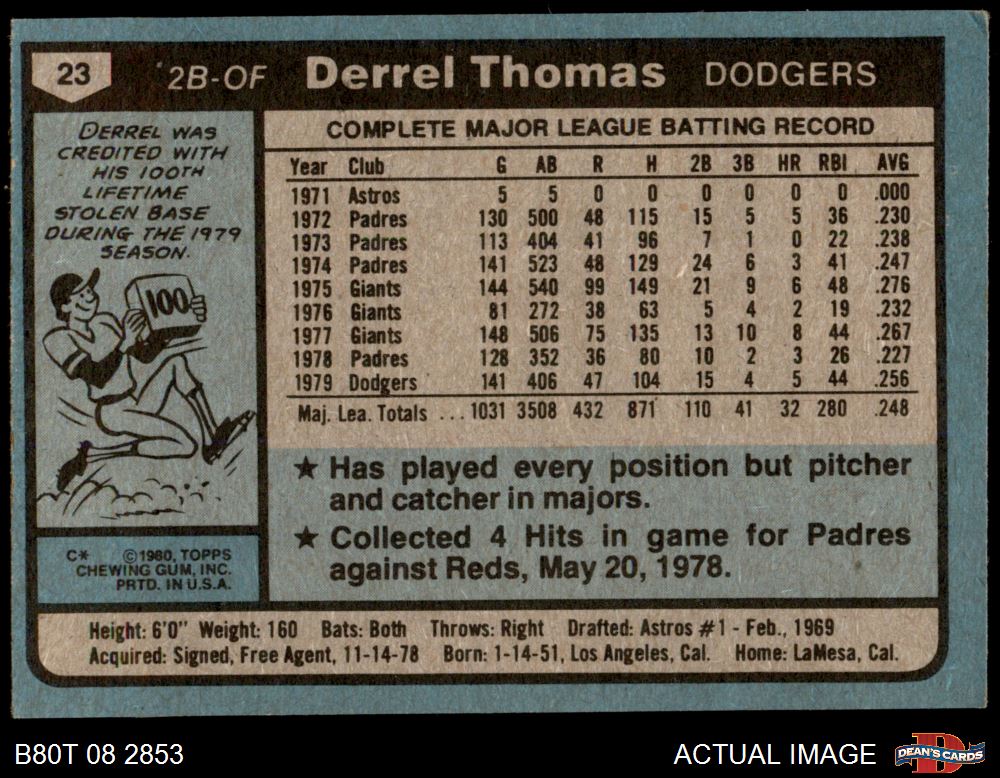 23 2B-OF Derrel Thomas DODGERS
DERREL WAS
CREDITED WITH
HIS 100TH
LIFETIME
STOLEN BASE
DURING THE 1979
SEASON.
100
C* ©1980, TOPPS
CHEWING GUM, INC.
PRTD. IN U.S.A.
COMPLETE MAJOR LEAGUE BATTING RECORD
Year Club G AB R H 2B 3B HR RBI AVG
1971 Astros 5 5 0 0 0 0 0 0 .000
1972 Padres 130 500 48 115 15 5 5 36 .230
1973 Padres 113 404 41 96 7 1 0 22 .238
1974 Padres 141 523 48 129 24 6 3 41 .247
1975 Giants 144 540 99 149 21 9 6 48 .276
1976 Giants 81 272 38 63 5 4 2 19 .232
1977 Giants 148 506 75 135 13 10 8 44 .267
1978 Padres 128 352 36 80 10 2 3 26 .227
1979 Dodgers 141 406 47 104 15 4 5 44 .256
Maj. Lea. Totals ... 1031 3508 432 871 110 41 32 280 .248
★ Has played every position but pitcher
and catcher in majors.
★ Collected 4 Hits in game for Padres
against Reds, May 20, 1978.
Height: 6'0" Weight: 160 Bats: Both Throws: Right Drafted: Astros #1 - Feb., 1969
Acquired: Signed, Free Agent, 11-14-78 Born: 1-14-51, Los Angeles, Cal. Home: LaMesa, Cal.
B80T 08 2853 ACTUAL IMAGE DEAN'S CARDS